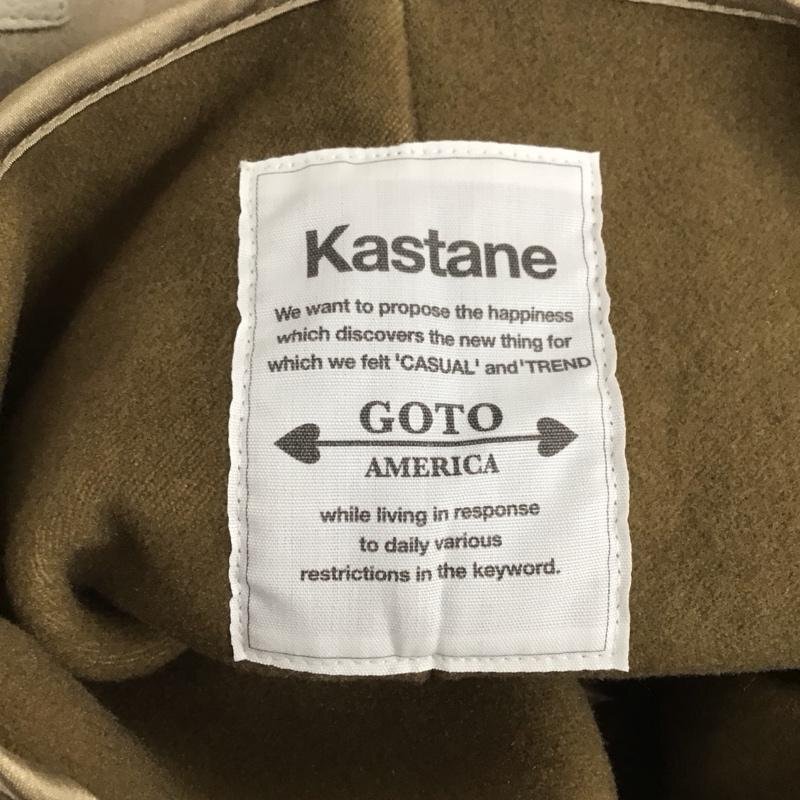 Kastane
We want to propose the happiness
which discovers the new thing for
which we felt 'CASUAL' and'TREND
GOTO
AMERICA
while living in response
to daily various
restrictions in the keyword.